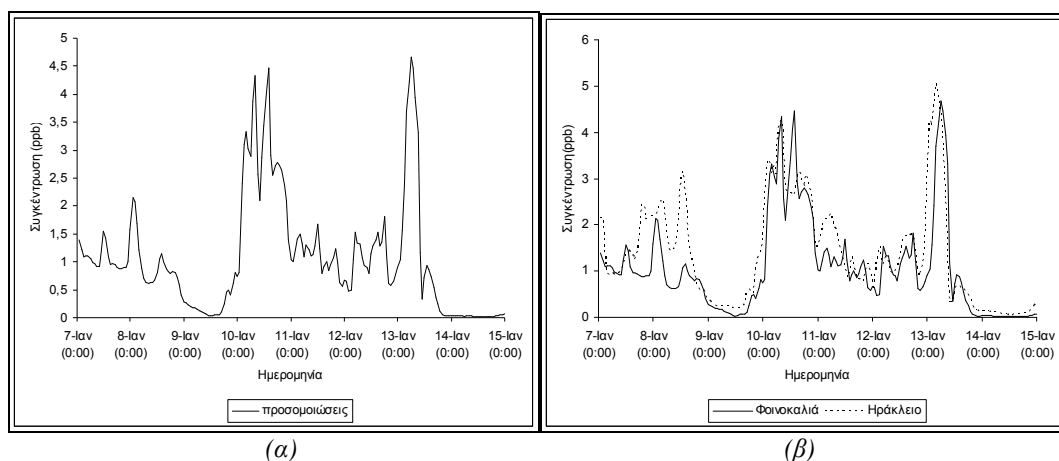 Συγκέντρωση (ppb)
5
4,5
4
3,5
3
2,5
2
1,5
1
0,5
0
7-Ιαν 8-Ιαν 9-Ιαν 10-Ιαν 11-Ιαν 12-Ιαν 13-Ιαν 14-Ιαν 15-Ιαν
(0:00) (0:00) (0:00) (0:00) (0:00) (0:00) (0:00) (0:00) (0:00)
Ημερομηνία
προσομοιώσεις
(α)
Συγκέντρωση(ppb)
6
5
4
3
2
1
0
7-Ιαν 8-Ιαν 9-Ιαν 10-Ιαν 11-Ιαν 12-Ιαν 13-Ιαν 14-Ιαν 15-Ιαν
(0:00) (0:00) (0:00) (0:00) (0:00) (0:00) (0:00) (0:00) (0:00)
Ημερομηνία
Φοινοκαλιά Ηράκλειο
(β)